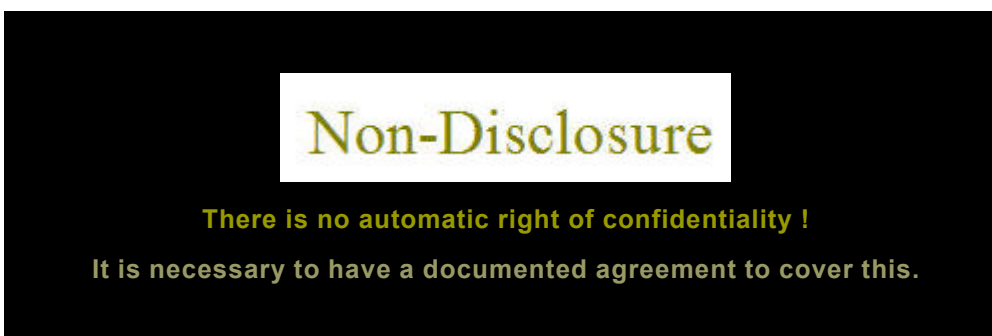 Non-Disclosure
There is no automatic right of confidentiality !
It is necessary to have a documented agreement to cover this.